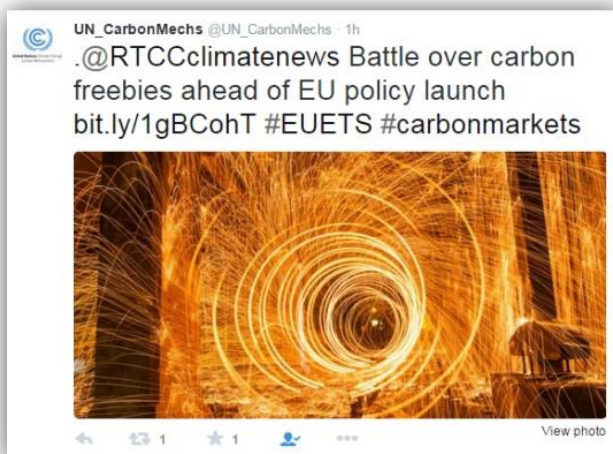 UN_CarbonMechs @UN_CarbonMechs · 1h
.@RTCCclimatenews Battle over carbon
freebies ahead of EU policy launch
bit.ly/1gBCohT #EUETS #carbonmarkets
1 1
View photo